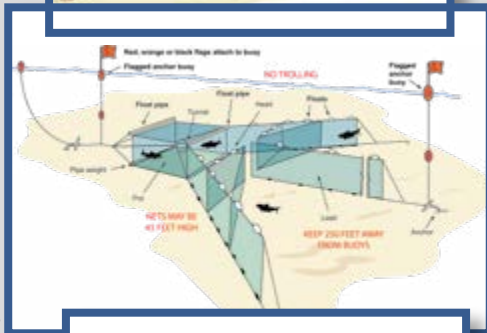 Red, orange or black flags attach to buoy
Flagged anchor buoy
Flagged
anchor
buoy
NO TROLLING
Float pipe
Float pipe
Tunnel
Heart
Floats
Pipe weight
Pot
Lead
Anchor
NETS MAY BE
45 FEET HIGH
KEEP 250 FEET AWAY
FROM BUOYS